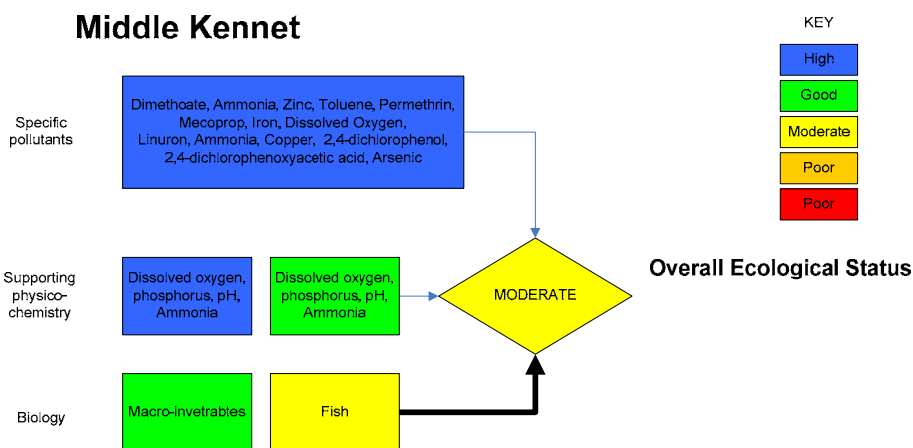 Middle Kennet
KEY
High
Good
Moderate
Poor
Poor
Specific
pollutants
Dimethoate, Ammonia, Zinc, Toluene, Permethrin,
Mecoprop, Iron, Dissolved Oxygen,
Linuron, Ammonia, Copper, 2,4-dichlorophenol,
2,4-dichlorophenoxyacetic acid, Arsenic
Supporting
physico-
chemistry
Dissolved oxygen,
phosphorus, pH,
Ammonia
Dissolved oxygen,
phosphorus, pH,
Ammonia
MODERATE
Overall Ecological Status
Biology
Macro-invetrables
Fish